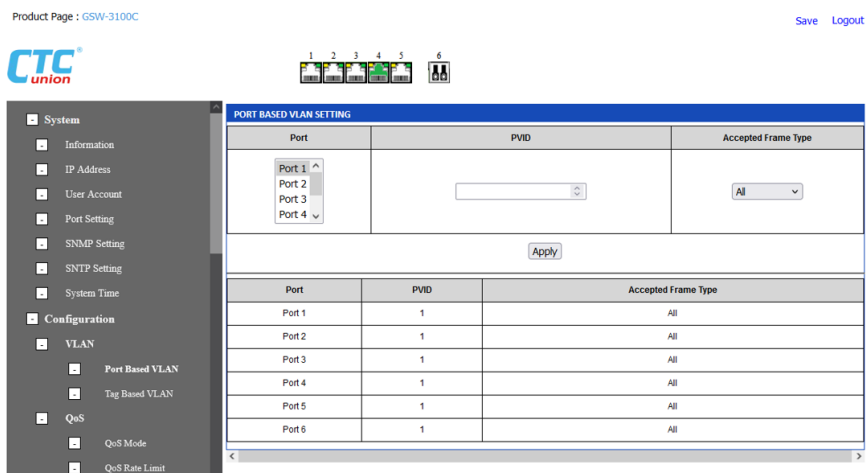 Product Page : GSW-3100C
Save Logout
CTC®
union
1 2 3 4 5 6
- System
- Information
- IP Address
- User Account
- Port Setting
- SNMP Setting
- SNTP Setting
- System Time
- Configuration
- VLAN
- Port Based VLAN
- Tag Based VLAN
- QoS
- QoS Mode
- QoS Rate Limit
PORT BASED VLAN SETTING
Port PVID Accepted Frame Type
Port 1
Port 2
Port 3
Port 4
All
Apply
Port PVID Accepted Frame Type
Port 1 1 All
Port 2 1 All
Port 3 1 All
Port 4 1 All
Port 5 1 All
Port 6 1 All